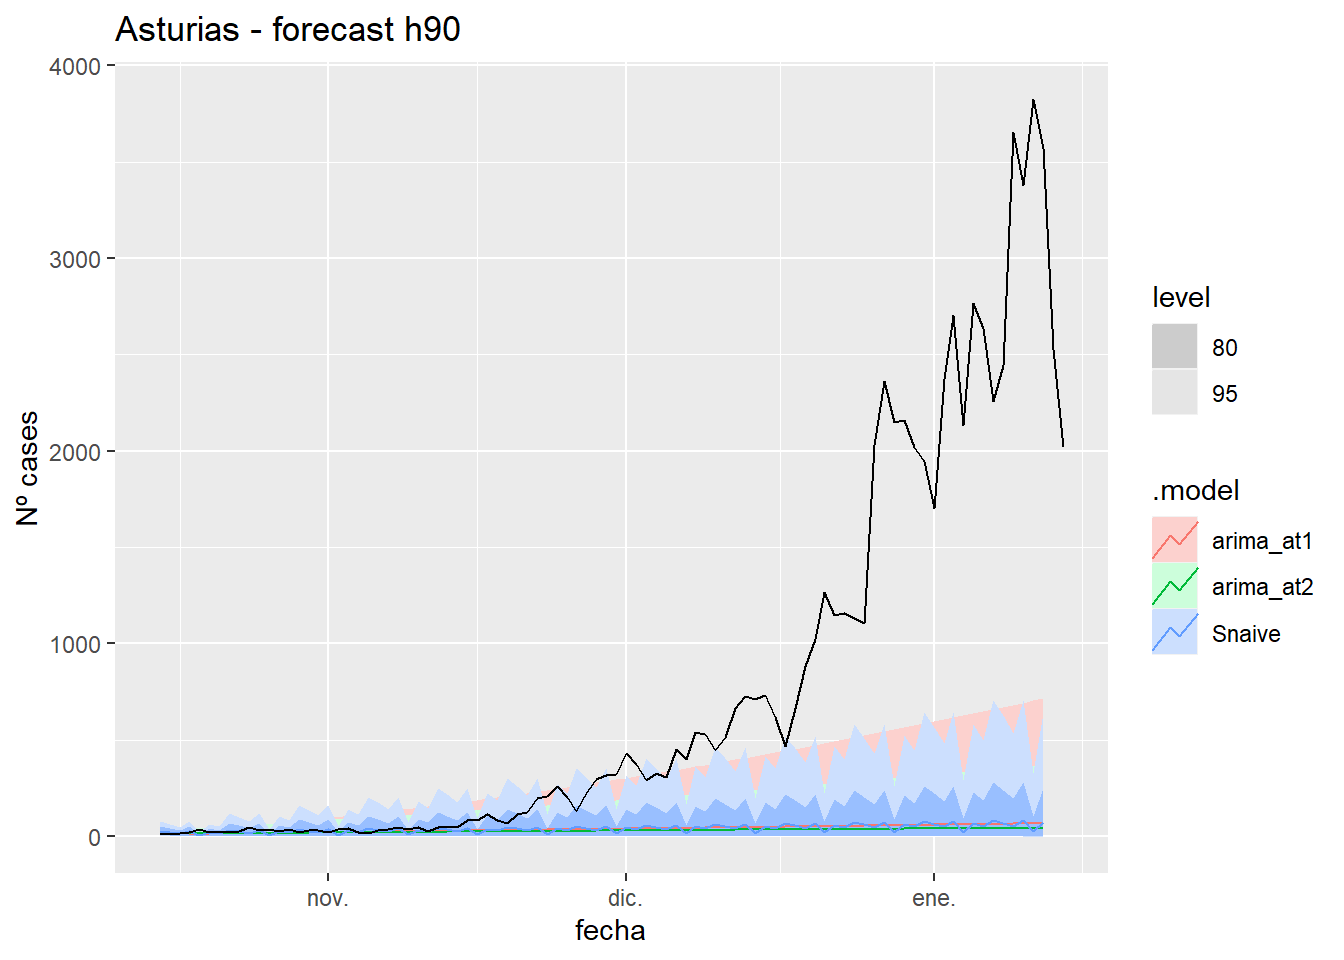 Asturias - forecast h90
4000
3000
2000
1000
0
Nº cases
nov.
dic.
ene.
fecha
level
80
95
.model
arima_at1
arima_at2
Snaive